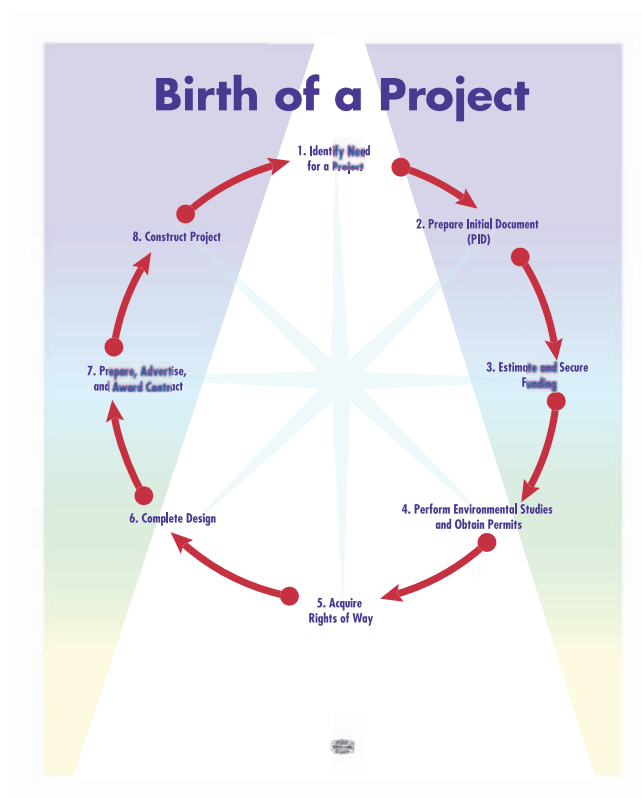 Birth of a Project
1. Identify Need
for a Project
2. Prepare Initial Document
(PID)
3. Estimate and Secure
Funding
4. Perform Environmental Studies
and Obtain Permits
5. Acquire
Rights of Way
6. Complete Design
7. Prepare, Advertise,
and Award Contract
8. Construct Project